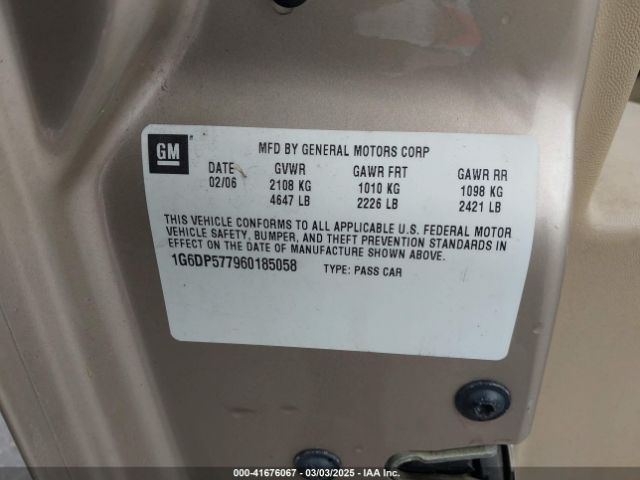 GM
MFD BY GENERAL MOTORS CORP
DATE GVWR GAWR FRT GAWR RR
02/06 2108 KG 1010 KG 1098 KG
4647 LB 2226 LB 2421 LB
THIS VEHICLE CONFORMS TO ALL APPLICABLE U.S. FEDERAL MOTOR
VEHICLE SAFETY, BUMPER, AND THEFT PREVENTION STANDARDS IN
EFFECT ON THE DATE OF MANUFACTURE SHOWN ABOVE.
1G6DP577960185058 TYPE: PASS CAR
000-41676067 - 03/03/2025 - IAA Inc.